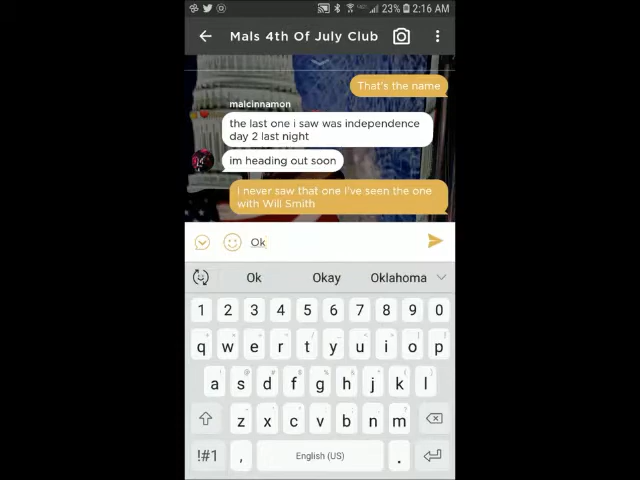 23% 2:16 AM
Mals 4th Of July Club
That's the name
malcinnamon
the last one i saw was independence
day 2 last night
im heading out soon
I never saw that one I've seen the one
with Will Smith
Ok
Ok Okay Oklahoma
1 2 3 4 5 6 7 8 9 0
q w e r t y u i o p
a s d f g h j k l
z x c v b n m
!#1 , English (US) .